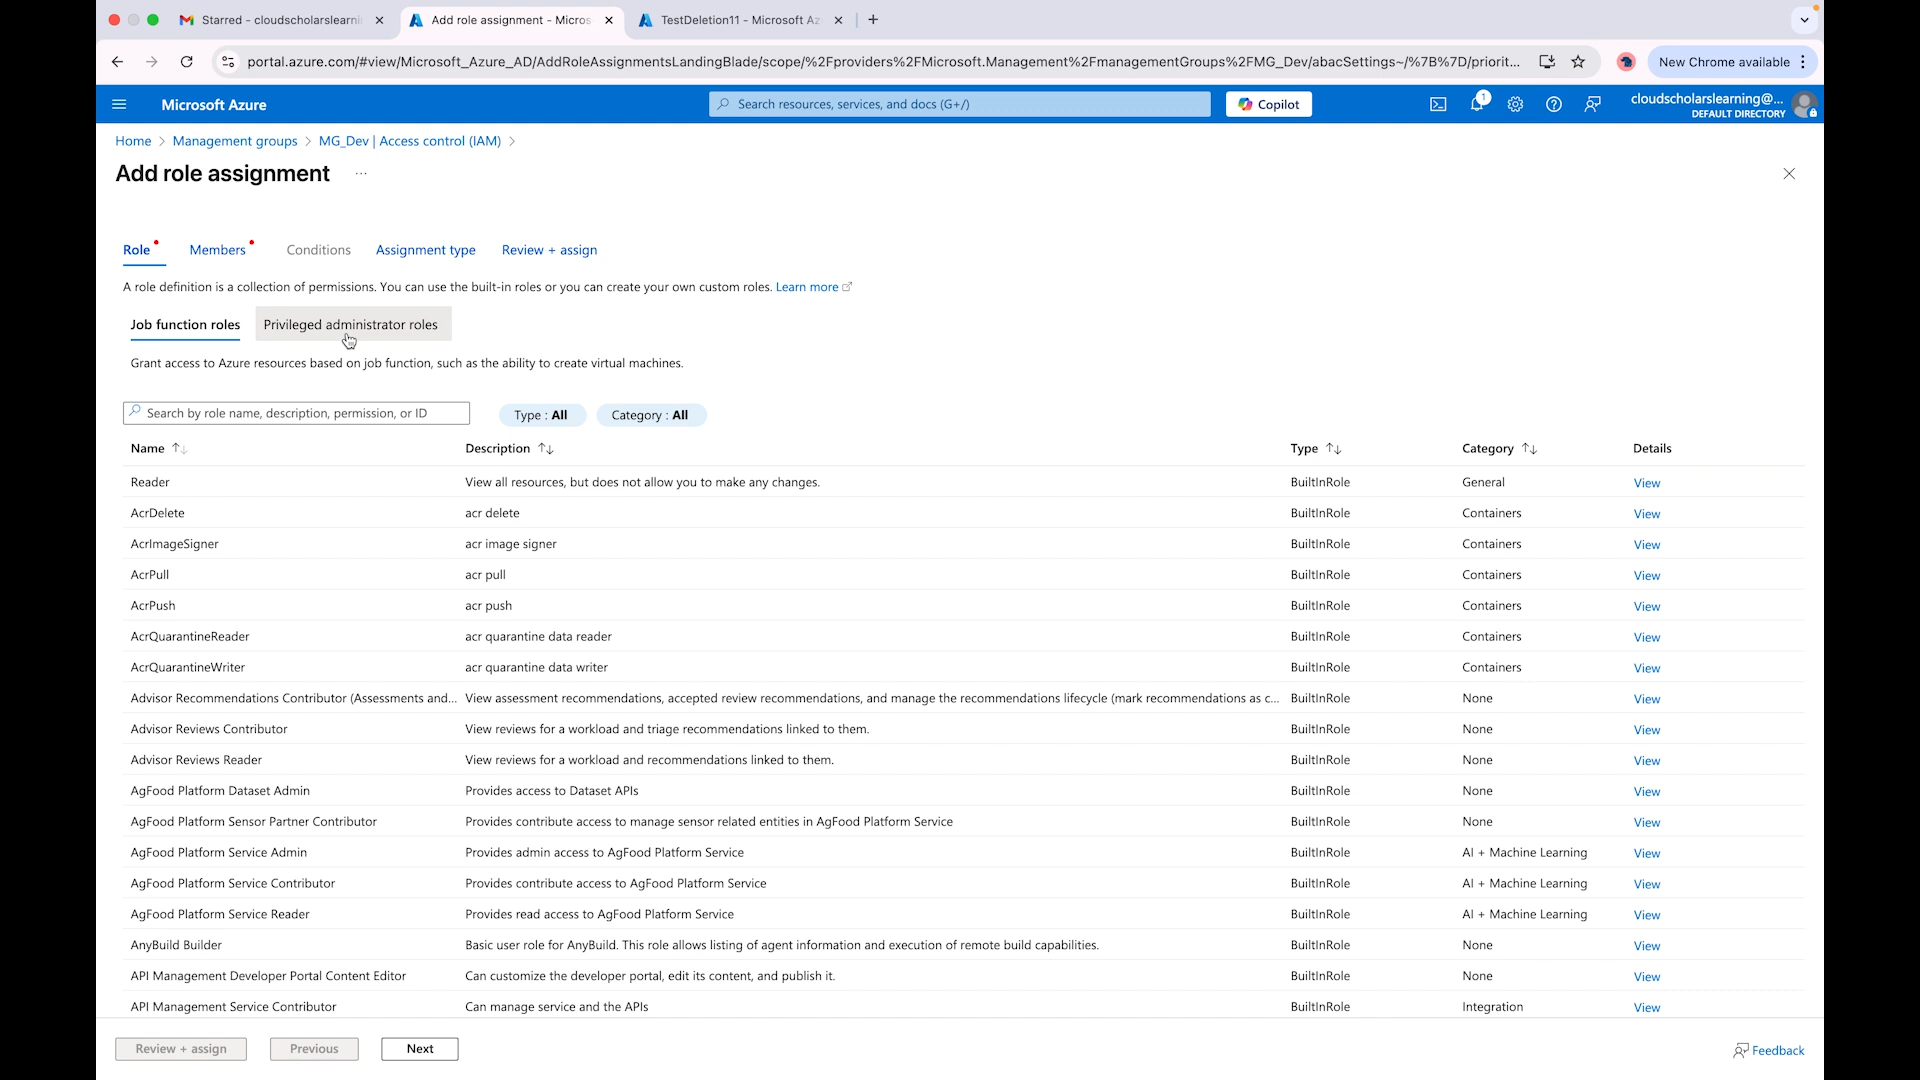 Starred - cloudscholarslearni
Add role assignment - Micros
TestDeletion11 - Microsoft Az
portal.azure.com/#view/Microsoft_Azure_AD/AddRoleAssignmentsLandingBlade/scope/%2Fproviders%2FMicrosoft.Management%2FmanagementGroups%2FMG_Dev/abacSettings~/%7B%7D/priorit...
New Chrome available
Microsoft Azure
Search resources, services, and docs (G+/)
Copilot
1
cloudscholarslearning@...
DEFAULT DIRECTORY
Home > Management groups > MG_Dev | Access control (IAM) >
Add role assignment ...
Role Members Conditions Assignment type Review + assign
A role definition is a collection of permissions. You can use the built-in roles or you can create your own custom roles. Learn more
Job function roles Privileged administrator roles
Grant access to Azure resources based on job function, such as the ability to create virtual machines.
Search by role name, description, permission, or ID
Type : All
Category : All
Name Description Type Category Details
Reader View all resources, but does not allow you to make any changes. BuiltInRole General View
AcrDelete acr delete BuiltInRole Containers View
AcrImageSigner acr image signer BuiltInRole Containers View
AcrPull acr pull BuiltInRole Containers View
AcrPush acr push BuiltInRole Containers View
AcrQuarantineReader acr quarantine data reader BuiltInRole Containers View
AcrQuarantineWriter acr quarantine data writer BuiltInRole Containers View
Advisor Recommendations Contributor (Assessments and... View assessment recommendations, accepted review recommendations, and manage the recommendations lifecycle (mark recommendations as c... BuiltInRole None View
Advisor Reviews Contributor View reviews for a workload and triage recommendations linked to them. BuiltInRole None View
Advisor Reviews Reader View reviews for a workload and recommendations linked to them. BuiltInRole None View
AgFood Platform Dataset Admin Provides access to Dataset APIs BuiltInRole None View
AgFood Platform Sensor Partner Contributor Provides contribute access to manage sensor related entities in AgFood Platform Service BuiltInRole None View
AgFood Platform Service Admin Provides admin access to AgFood Platform Service BuiltInRole AI + Machine Learning View
AgFood Platform Service Contributor Provides contribute access to AgFood Platform Service BuiltInRole AI + Machine Learning View
AgFood Platform Service Reader Provides read access to AgFood Platform Service BuiltInRole AI + Machine Learning View
AnyBuild Builder Basic user role for AnyBuild. This role allows listing of agent information and execution of remote build capabilities. BuiltInRole None View
API Management Developer Portal Content Editor Can customize the developer portal, edit its content, and publish it. BuiltInRole None View
API Management Service Contributor Can manage service and the APIs BuiltInRole Integration View
Review + assign Previous Next Feedback